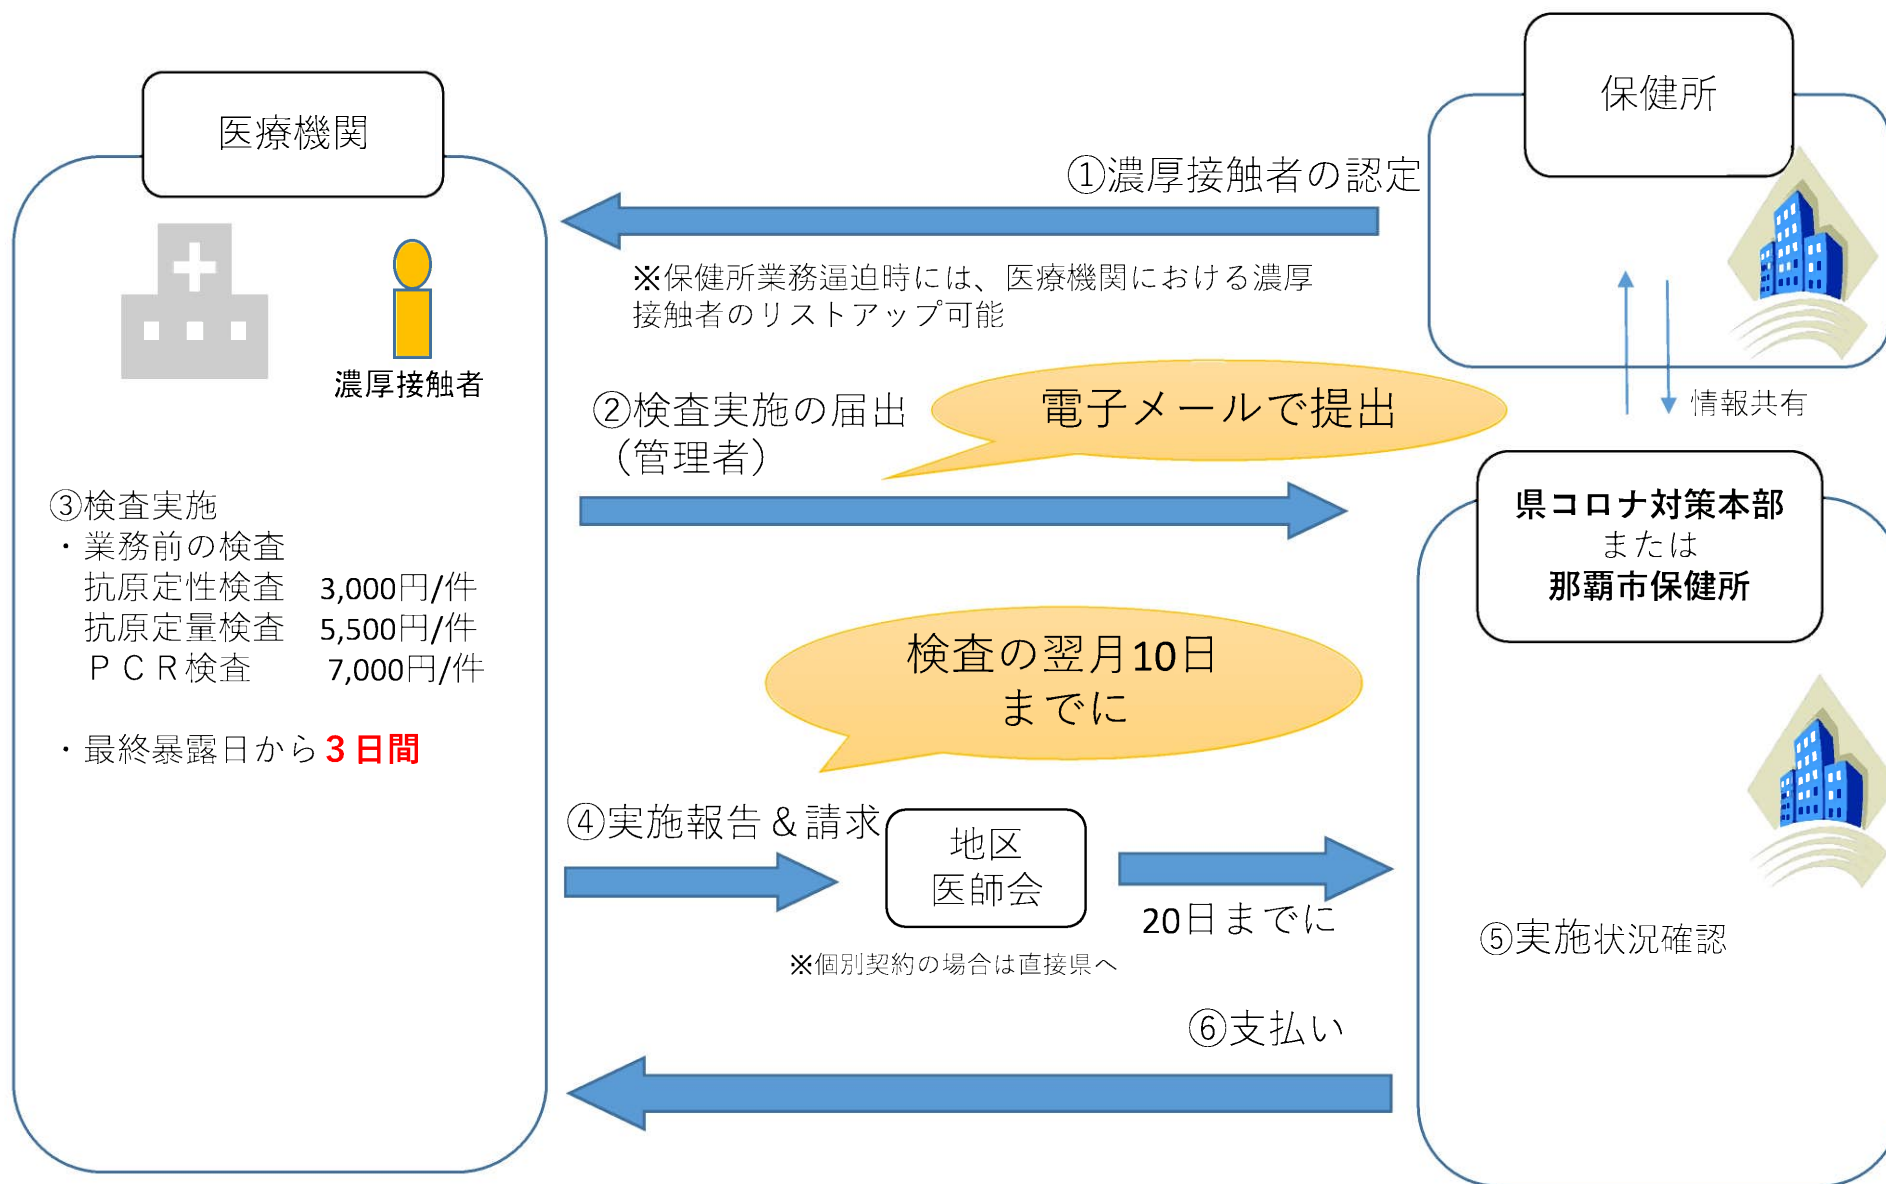 医療機関
保健所
①濃厚接触者の認定
※保健所業務逼迫時には、医療機関における濃厚
接触者のリストアップ可能
濃厚接触者
②検査実施の届出
（管理者）
電子メールで提出
情報共有
県コロナ対策本部
または
那覇市保健所
③検査実施
・業務前の検査
抗原定性検査 3,000円/件
抗原定量検査 5,500円/件
ＰＣＲ検査 7,000円/件
・最終暴露日から３日間
検査の翌月10日
までに
④実施報告＆請求
地区
医師会
20日までに
※個別契約の場合は直接県へ
⑤実施状況確認
⑥支払い